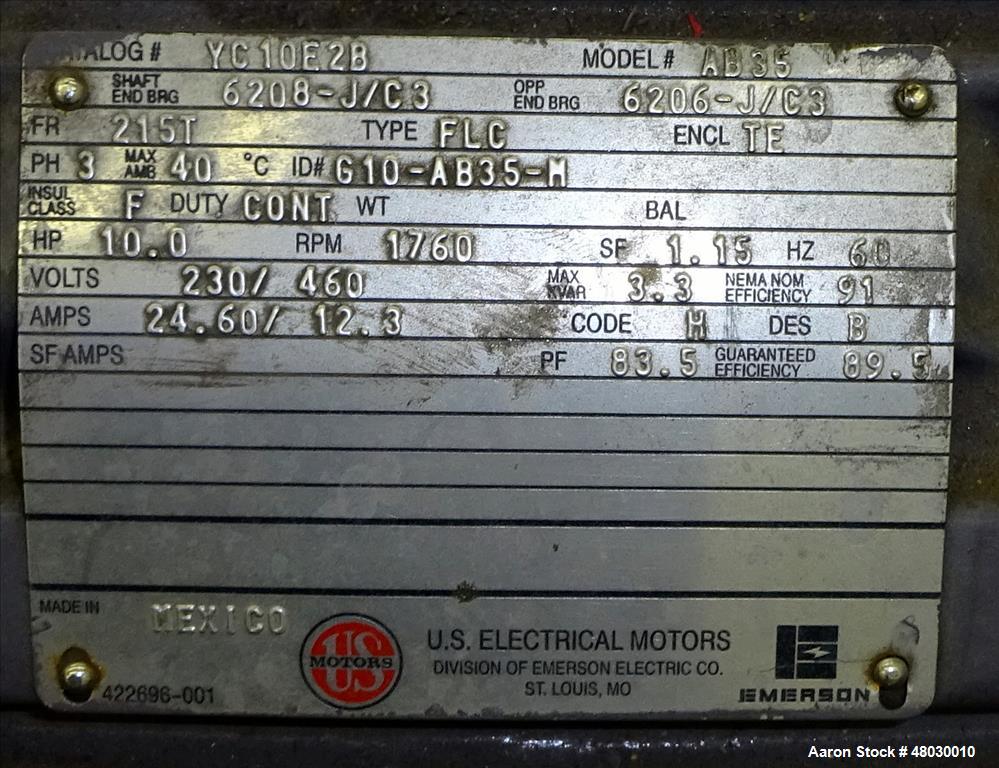 ATALOG # YC10E2B MODEL # AB35
SHAFT END BRG 6208-J/C3 OPP END BRG 6206-J/C3
FR 215T TYPE FLC ENCL TE
PH 3 MAX AMB 40 °C ID# G10-AB35-M
INSUL CLASS F DUTY CONT WT BAL
HP 10.0 RPM 1760 SF 1.15 HZ 60
VOLTS 230/ 460 MAX KVAR 3.3 NEMA NOM EFFICIENCY 91
AMPS 24.60/ 12.3 CODE H DES B
SF AMPS PF 83.5 GUARANTEED EFFICIENCY 89.5
MADE IN MEXICO
US MOTORS
U.S. ELECTRICAL MOTORS
DIVISION OF EMERSON ELECTRIC CO.
ST. LOUIS, MO
EMERSON
422696-001
Aaron Stock # 48030010